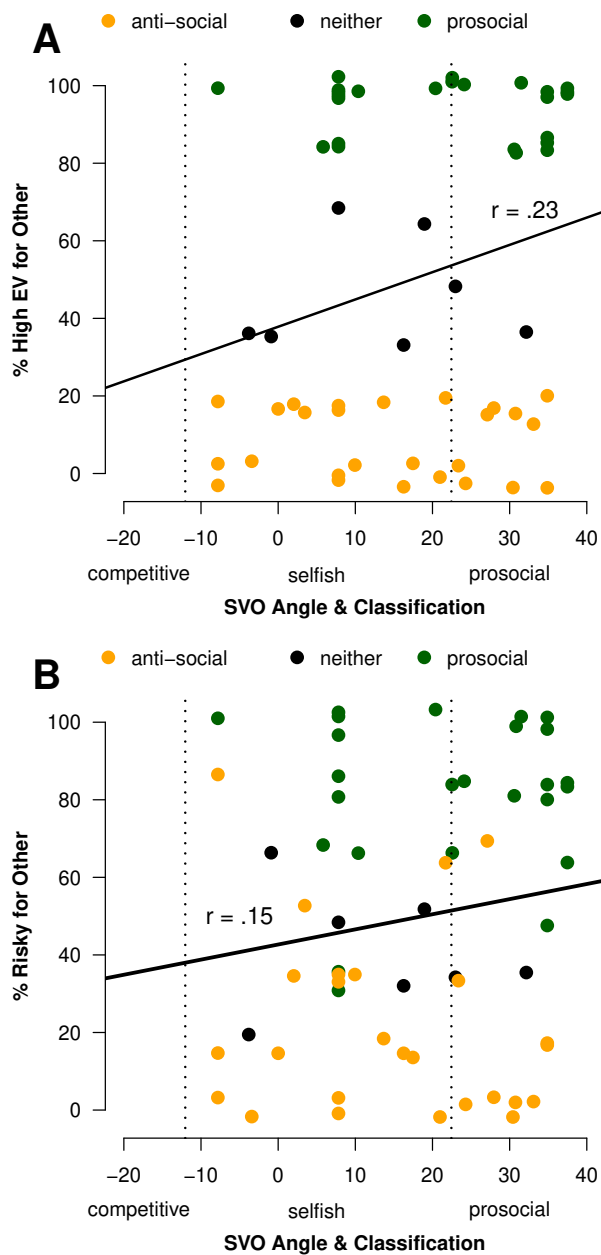 A
anti−social neither prosocial
100
80
60
40
20
0
% High EV for Other
r = .23
−20 −10 0 10 20 30 40
competitive selfish prosocial
SVO Angle & Classification
B
anti−social neither prosocial
100
80
60
40
20
0
% Risky for Other
r = .15
−20 −10 0 10 20 30 40
competitive selfish prosocial
SVO Angle & Classification